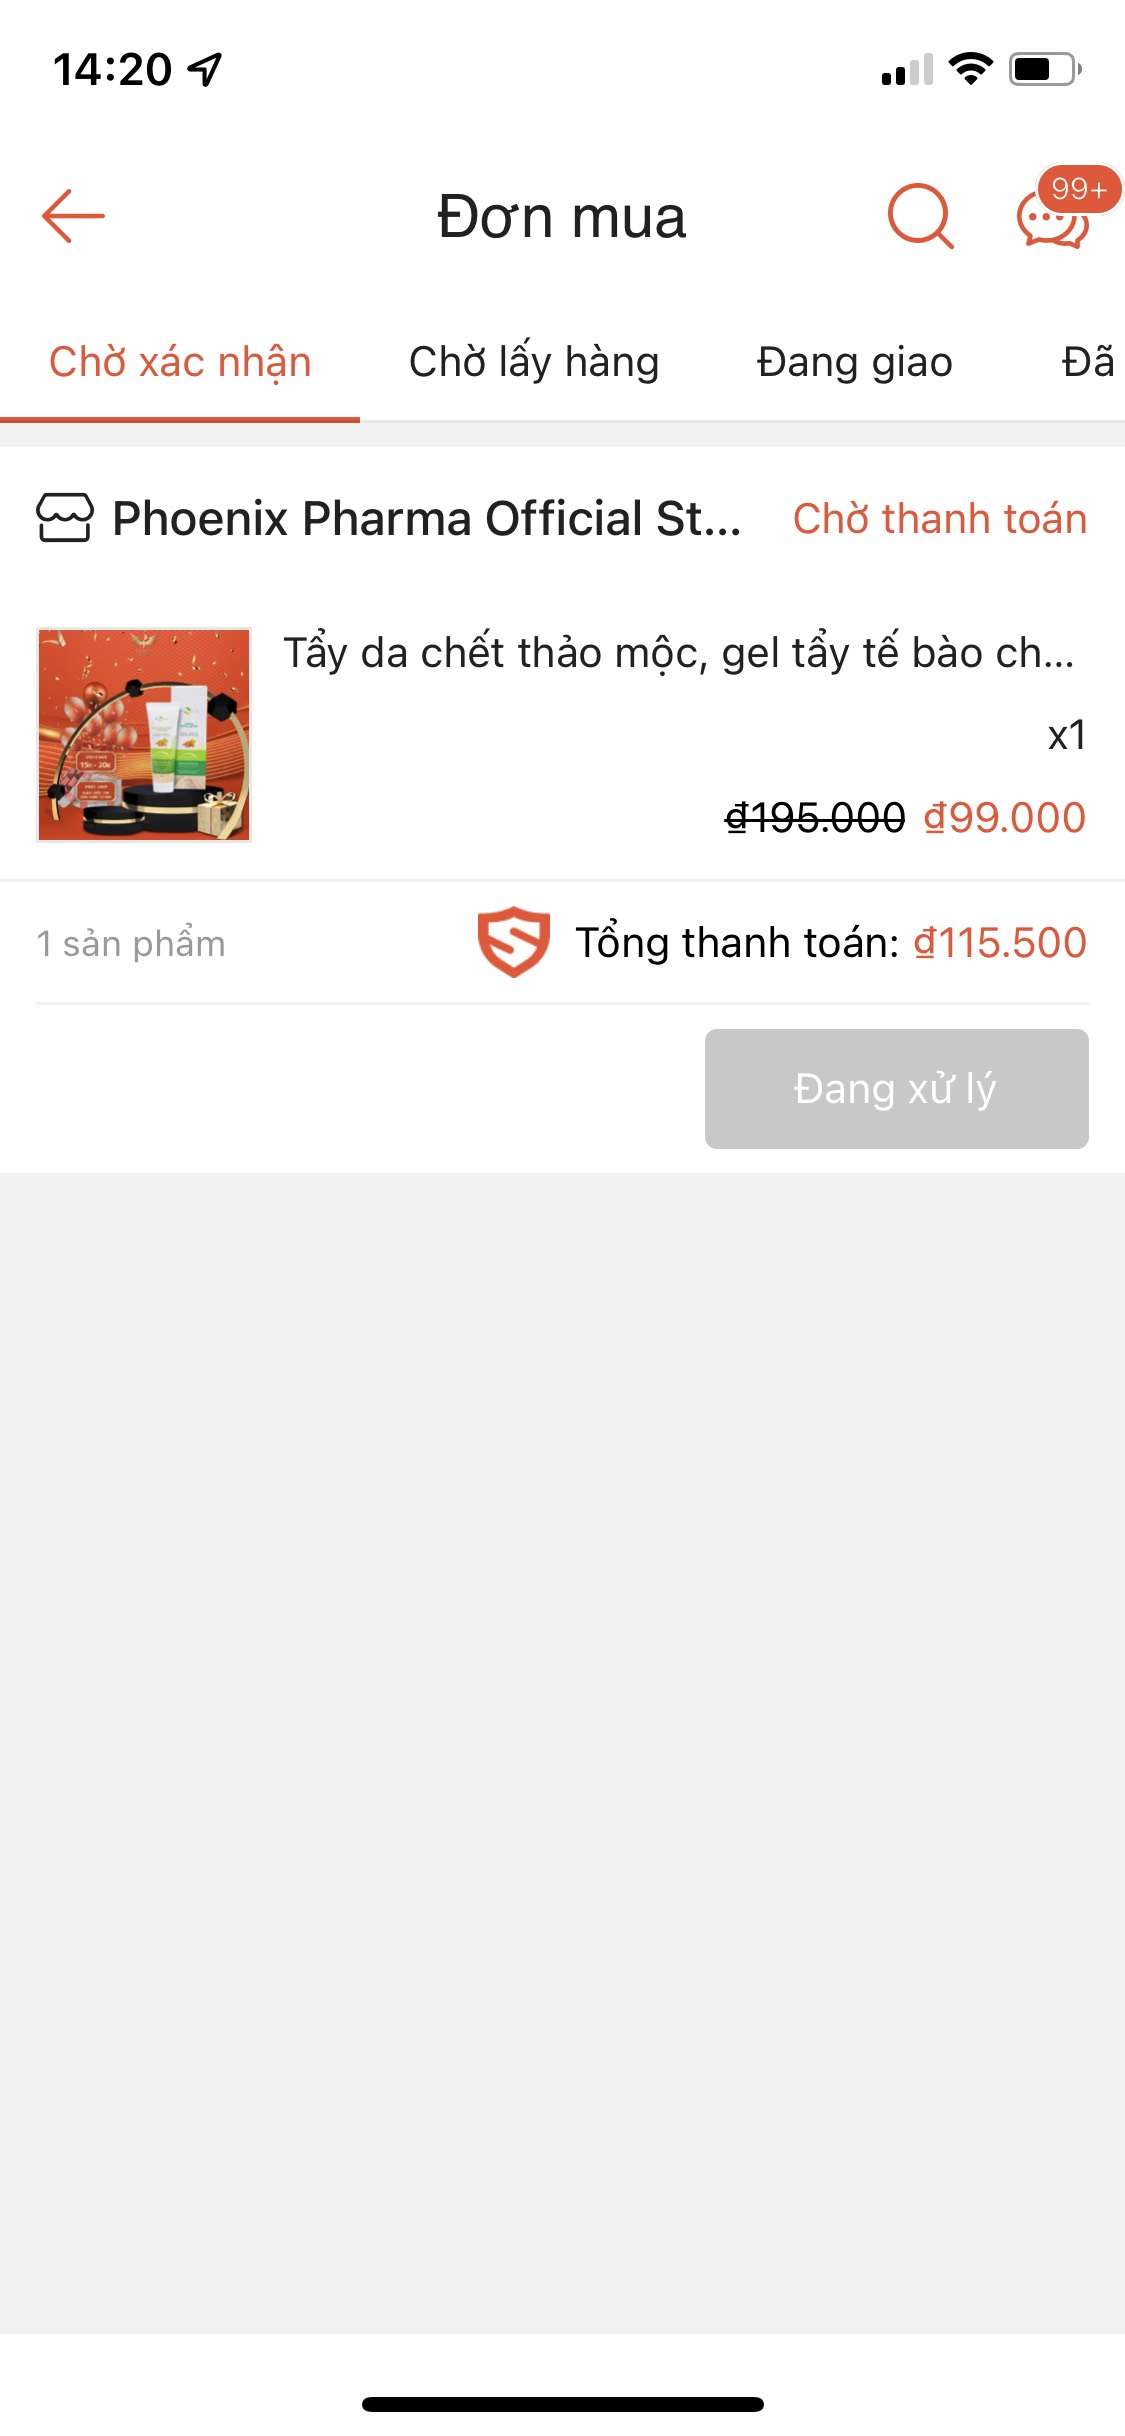 14:20
99+
Đơn mua
Chờ xác nhận
Chờ lấy hàng
Đang giao
Đã
Phoenix Pharma Official St...
Chờ thanh toán
Tẩy da chết thảo mộc, gel tẩy tế bào ch...
x1
₫195.000 ₫99.000
15K - 20K
1 sản phẩm
Tổng thanh toán: ₫115.500
Đang xử lý